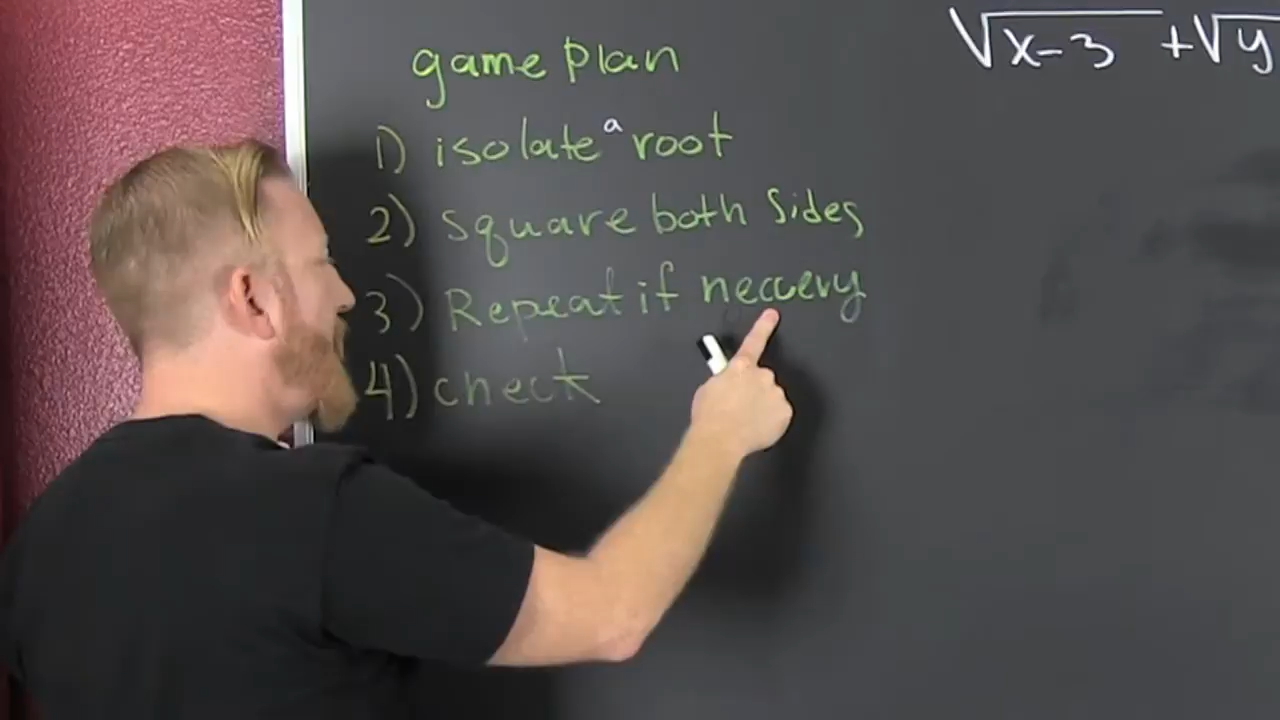 game plan
1) isolate a root
2) square both sides
3) Repeat if neccery
4) check
√x-3 + √y